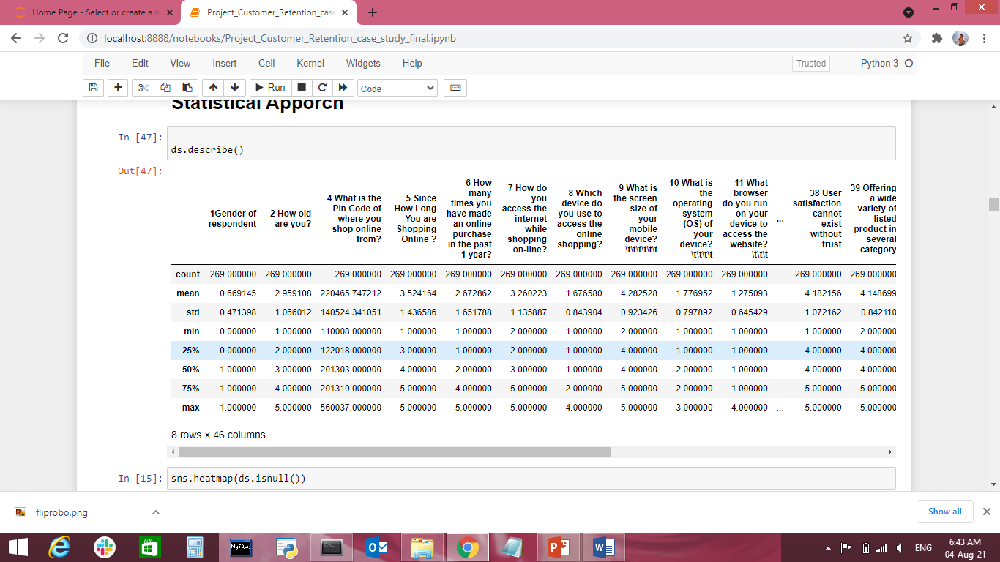 Home Page - Select or create a n
Project_Customer_Retention_cas
localhost:8888/notebooks/Project_Customer_Retention_case_study_final.ipynb
File Edit View Insert Cell Kernel Widgets Help Trusted Python 3
Run Code
Statistical Apporch
In [47]:
ds.describe()
Out[47]:
1Gender of respondent 2 How old are you? 4 What is the Pin Code of where you shop online from? 5 Since How Long You are Shopping Online ? 6 How many times you have made an online purchase in the past 1 year? 7 How do you access the internet while shopping on-line? 8 Which device do you use to access the online shopping? 9 What is the screen size of your mobile device? \t\t\t\t\t\t 10 What is the operating system (OS) of your device? \t\t\t\t 11 What browser do you run on your device to access the website? \t\t\t ... 38 User satisfaction cannot exist without trust 39 Offering a wide variety of listed product in several category
count 269.000000 269.000000 269.000000 269.000000 269.000000 269.000000 269.000000 269.000000 269.000000 269.000000 ... 269.000000 269.000000
mean 0.669145 2.959108 220465.747212 3.524164 2.672862 3.260223 1.676580 4.282528 1.776952 1.275093 ... 4.182156 4.148699
std 0.471398 1.066012 140524.341051 1.436586 1.651788 1.135887 0.843904 0.923426 0.797892 0.645429 ... 1.072162 0.842110
min 0.000000 1.000000 110008.000000 1.000000 1.000000 2.000000 1.000000 2.000000 1.000000 1.000000 ... 1.000000 2.000000
25% 0.000000 2.000000 122018.000000 3.000000 1.000000 2.000000 1.000000 4.000000 1.000000 1.000000 ... 4.000000 4.000000
50% 1.000000 3.000000 201303.000000 4.000000 2.000000 3.000000 1.000000 4.000000 2.000000 1.000000 ... 4.000000 4.000000
75% 1.000000 4.000000 201310.000000 5.000000 4.000000 5.000000 2.000000 5.000000 2.000000 1.000000 ... 5.000000 5.000000
max 1.000000 5.000000 560037.000000 5.000000 5.000000 5.000000 4.000000 5.000000 3.000000 4.000000 ... 5.000000 5.000000
8 rows × 46 columns
In [15]: sns.heatmap(ds.isnull())
fliprobo.png Show all
ENG 6:43 AM
04-Aug-21